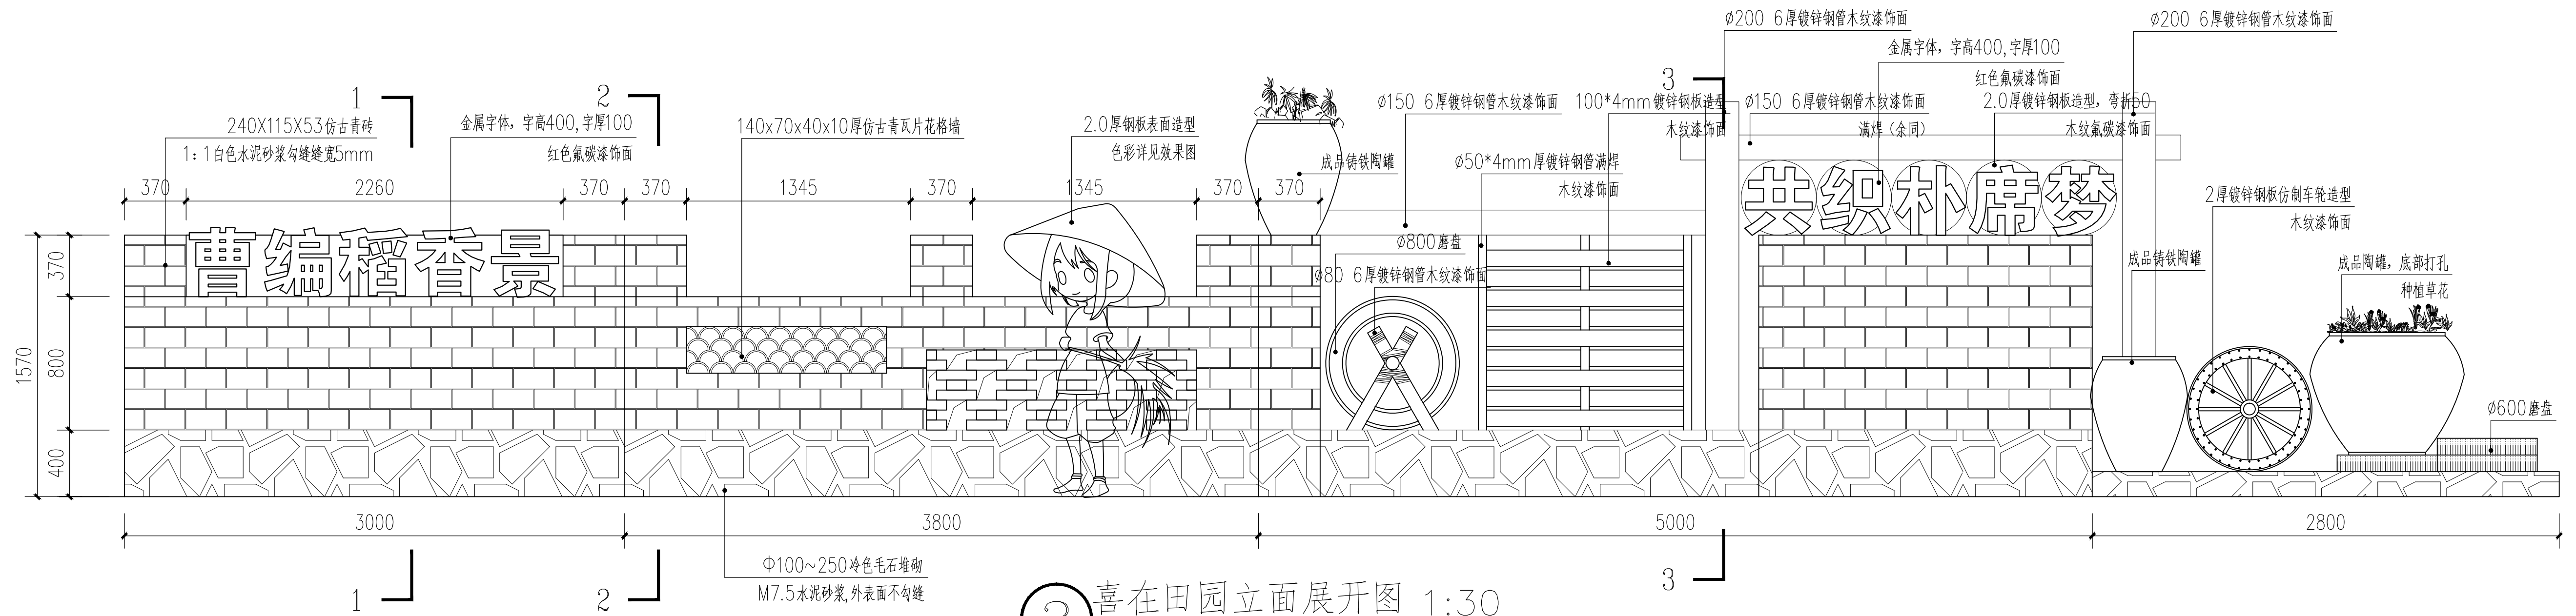 ø200 6厚镀锌钢管木纹漆饰面
ø200 6厚镀锌钢管木纹漆饰面
金属字体，字高400,字厚100
红色氟碳漆饰面
3
1
2
ø150 6厚镀锌钢管木纹漆饰面
100*4mm镀锌钢板造型
木纹漆饰面
ø150 6厚镀锌钢管木纹漆饰面
满焊（余同）
2.0厚镀锌钢板造型，弯折50
木纹氟碳漆饰面
240X115X53仿古青砖
1：1白色水泥砂浆勾缝缝宽5mm
金属字体，字高400,字厚100
红色氟碳漆饰面
140x70x40x10厚仿古青瓦片花格墙
2.0厚钢板表面造型
色彩详见效果图
成品铸铁陶罐
ø50*4mm厚镀锌钢管满焊
木纹漆饰面
370
2260
370
370
1345
370
1345
370
370
共织朴席梦
2厚镀锌钢板仿制车轮造型
木纹漆饰面
曹编稻香景
ø800磨盘
ø80 6厚镀锌钢管木纹漆饰面
成品铸铁陶罐
成品陶罐，底部打孔
种植草花
ø600磨盘
1570
370
800
400
3000
3800
5000
2800
Φ100~250冷色毛石堆砌
M7.5水泥砂浆,外表面不勾缝
1
2
3
喜在田园立面展开图 1:30